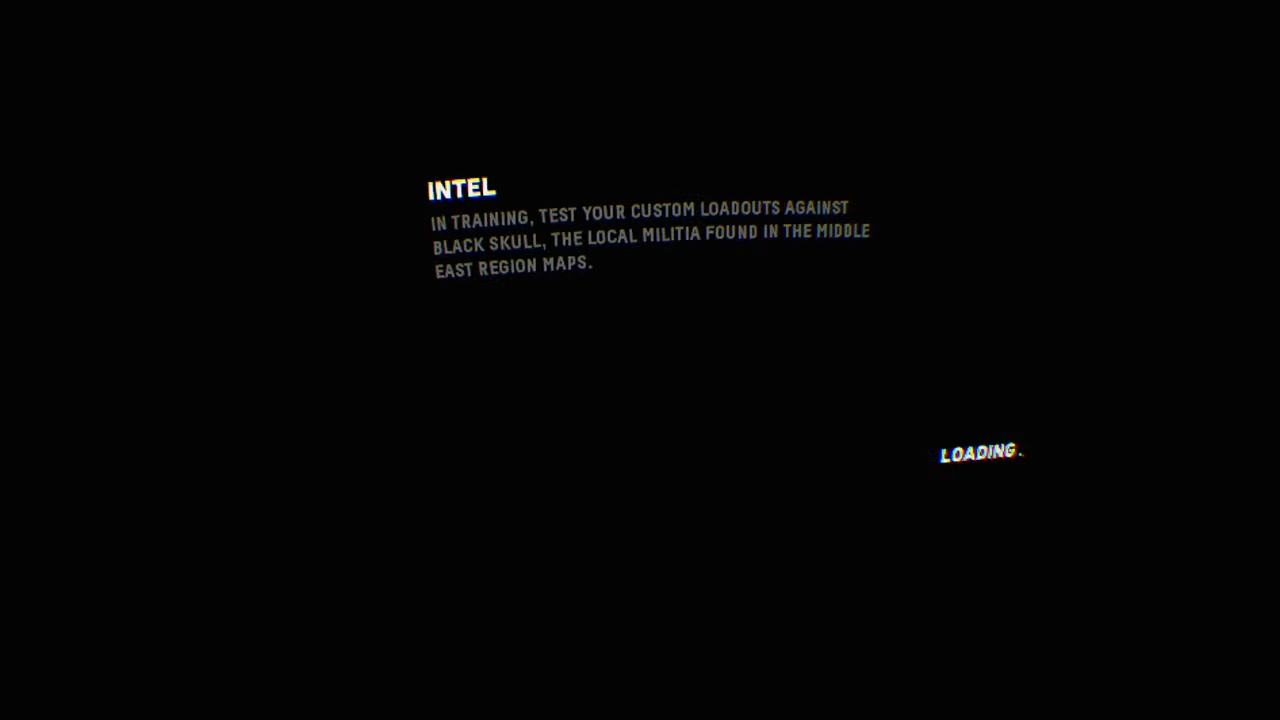 INTEL
IN TRAINING, TEST YOUR CUSTOM LOADOUTS AGAINST
BLACK SKULL, THE LOCAL MILITIA FOUND IN THE MIDDLE
EAST REGION MAPS.
LOADING.